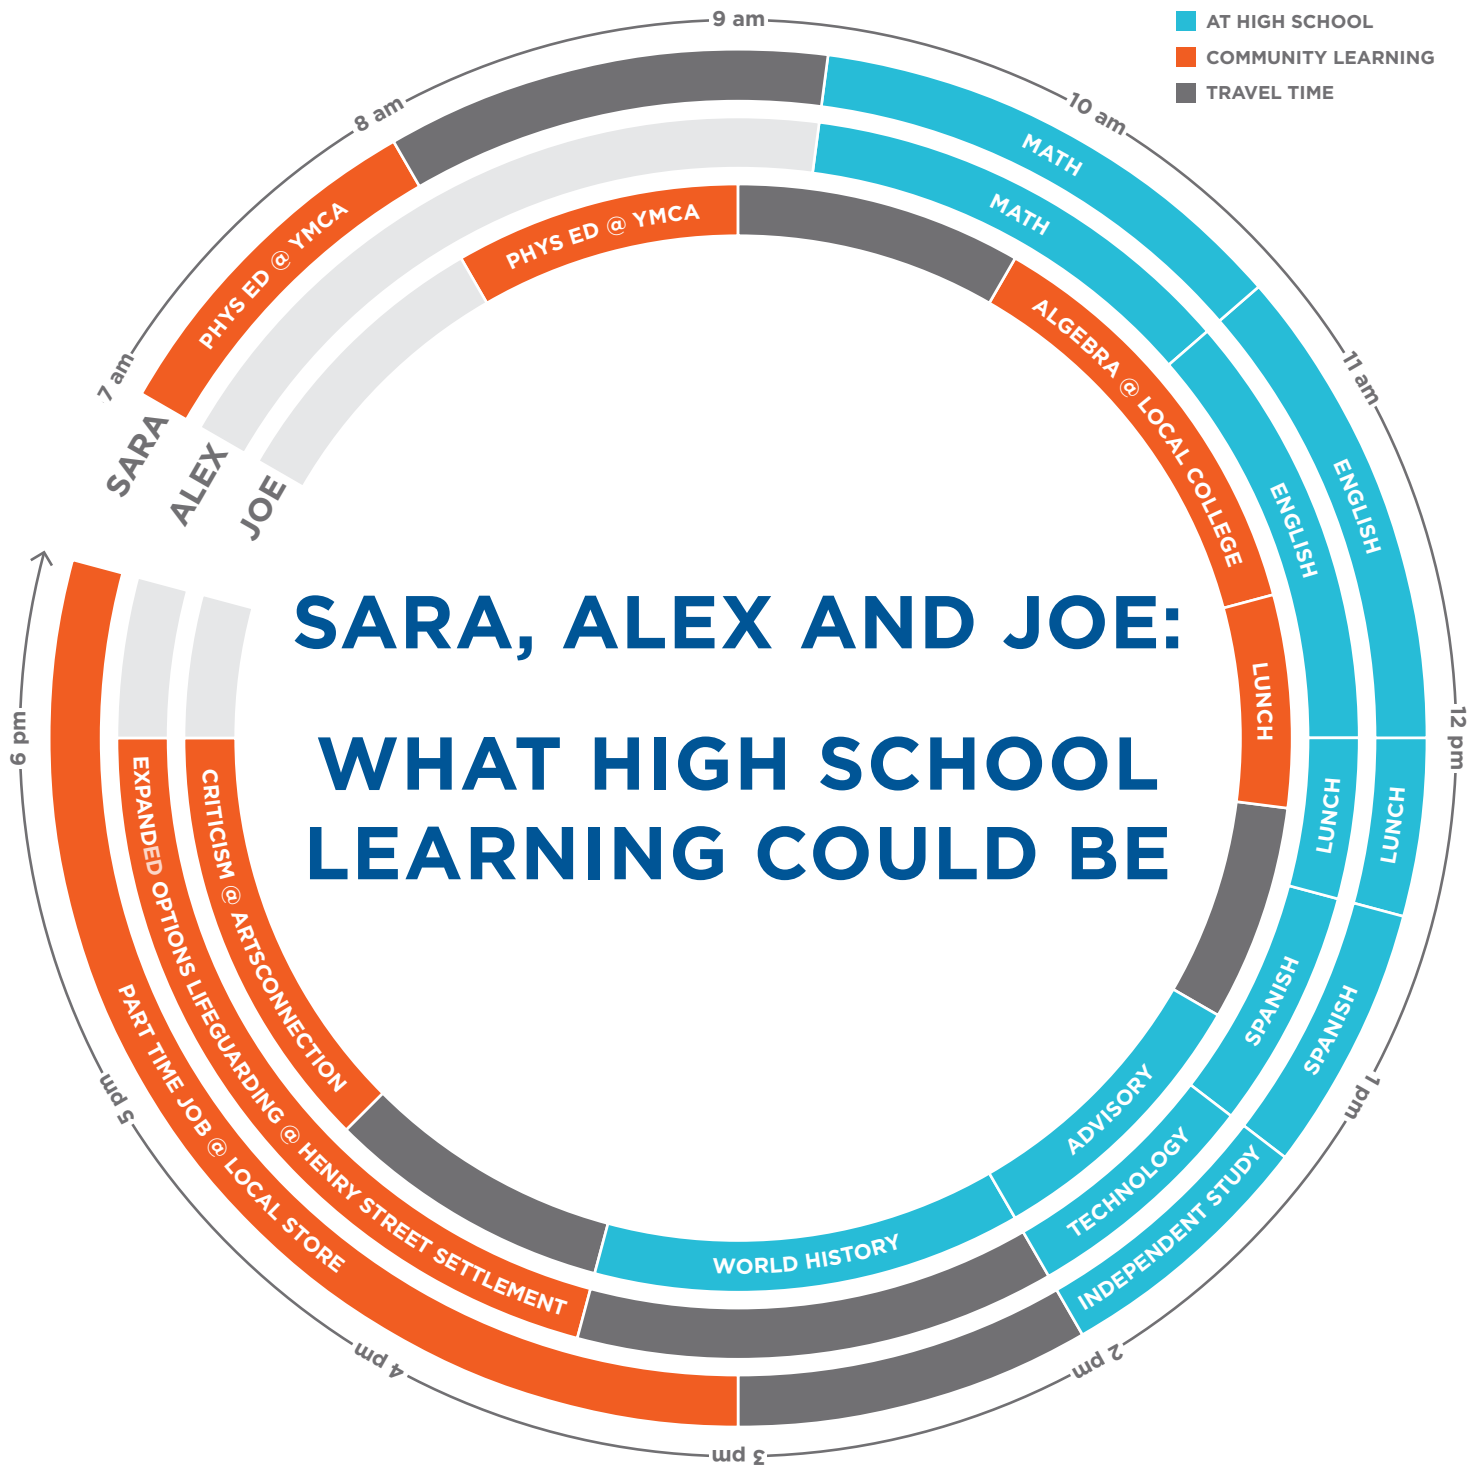 AT HIGH SCHOOL
COMMUNITY LEARNING
TRAVEL TIME
7 am
8 am
9 am
10 am
11 am
12 pm
1 pm
2 pm
3 pm
4 pm
5 pm
6 pm
SARA
PHYS ED @ YMCA
MATH
ENGLISH
LUNCH
SPANISH
INDEPENDENT STUDY
PART TIME JOB @ LOCAL STORE
ALEX
MATH
ENGLISH
LUNCH
SPANISH
TECHNOLOGY
EXPANDED OPTIONS LIFEGUARDING @ HENRY STREET SETTLEMENT
JOE
PHYS ED @ YMCA
ALGEBRA @ LOCAL COLLEGE
LUNCH
ADVISORY
WORLD HISTORY
CRITICISM @ ARTSCONNECTION
SARA, ALEX AND JOE:
WHAT HIGH SCHOOL
LEARNING COULD BE